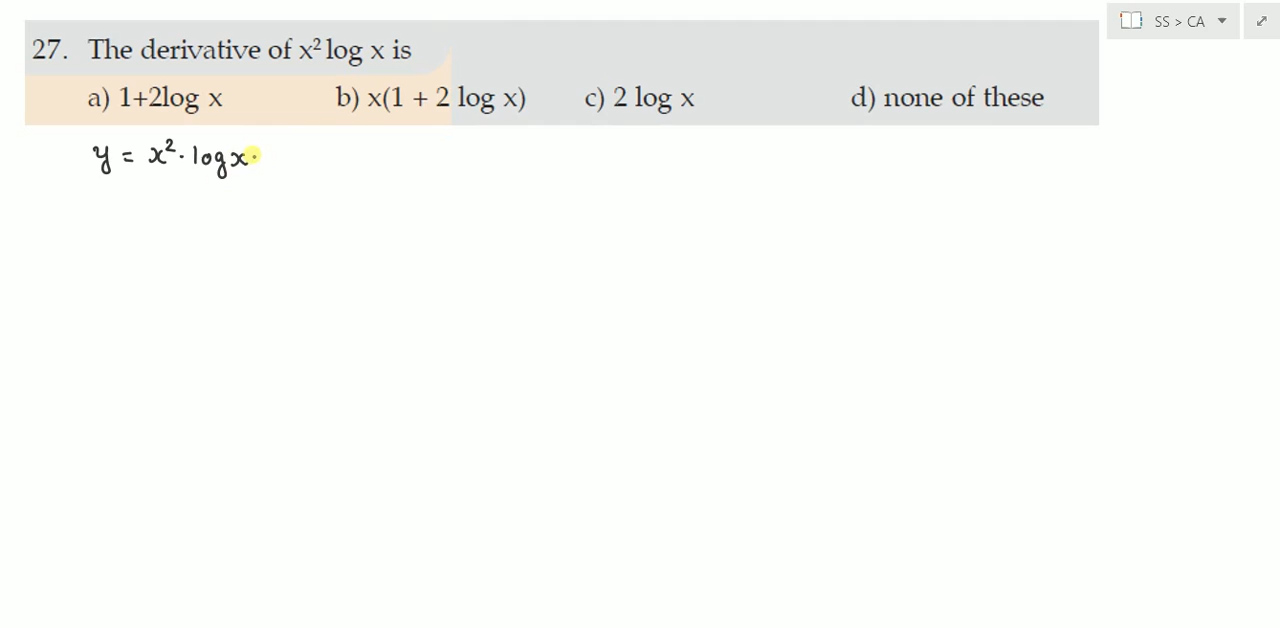 SS > CA
27. The derivative of x² log x is
a) 1+2log x b) x(1 + 2 log x) c) 2 log x d) none of these
y = x² · log x ·